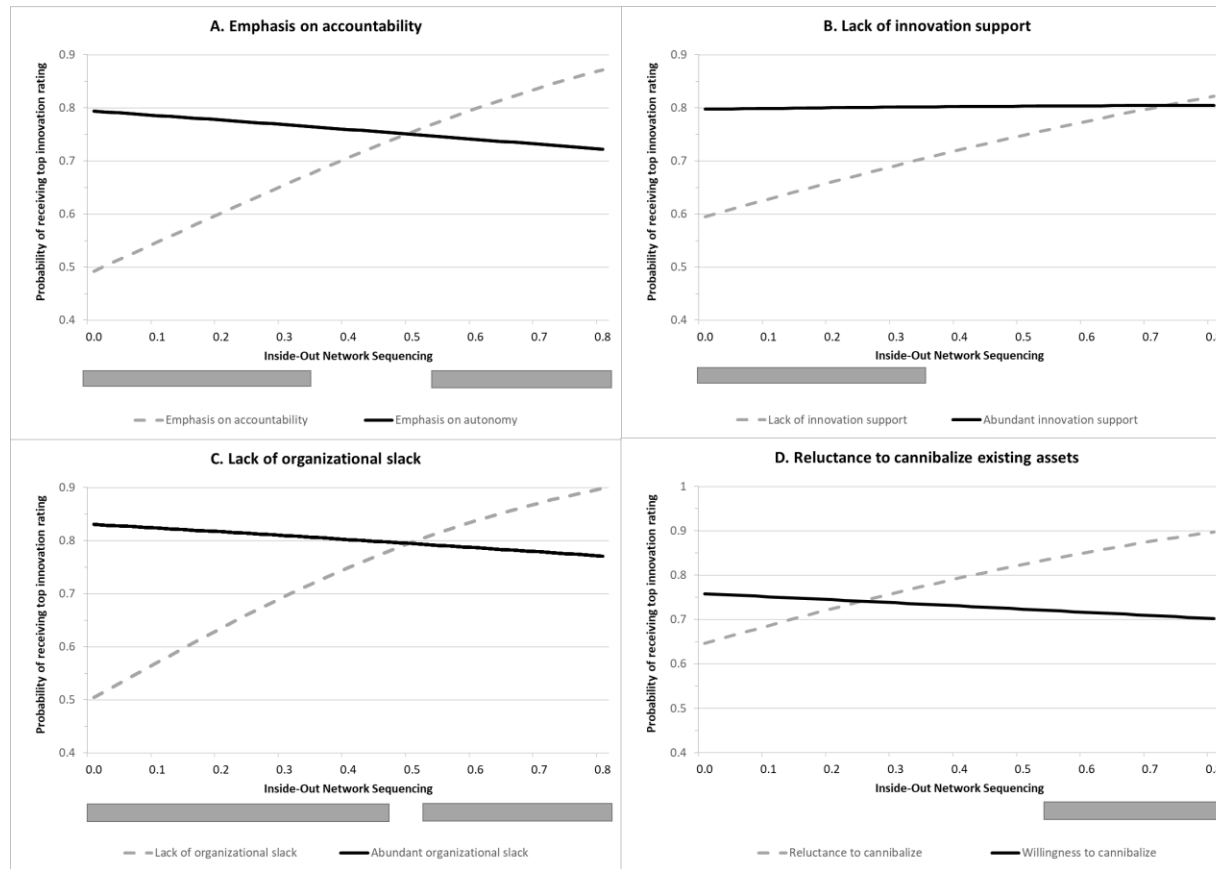 A. Emphasis on accountability
Probability of receiving top innovation rating
0.9
0.8
0.7
0.6
0.5
0.4
0.0 0.1 0.2 0.3 0.4 0.5 0.6 0.7 0.8
Inside-Out Network Sequencing
Emphasis on accountability Emphasis on autonomy
B. Lack of innovation support
Probability of receiving top innovation rating
0.9
0.8
0.7
0.6
0.5
0.4
0.0 0.1 0.2 0.3 0.4 0.5 0.6 0.7
Inside-Out Network Sequencing
Lack of innovation support Abundant innovation support
C. Lack of organizational slack
Probability of receiving top innovation rating
0.9
0.8
0.7
0.6
0.5
0.4
0.0 0.1 0.2 0.3 0.4 0.5 0.6 0.7 0.8
Inside-Out Network Sequencing
Lack of organizational slack Abundant organizational slack
D. Reluctance to cannibalize existing assets
Probability of receiving top innovation rating
1
0.9
0.8
0.7
0.6
0.5
0.4
0.0 0.1 0.2 0.3 0.4 0.5 0.6 0.7
Inside-Out Network Sequencing
Reluctance to cannibalize Willingness to cannibalize